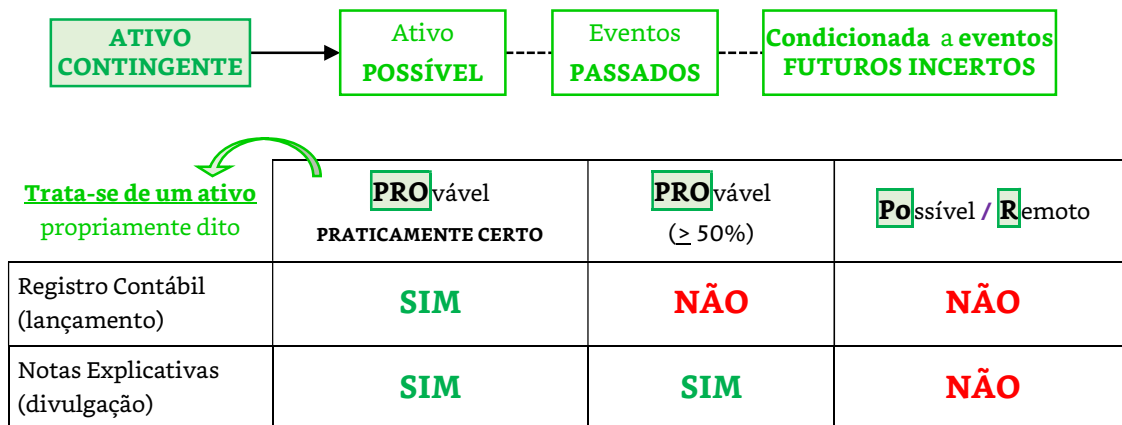 ATIVO CONTINGENTE
Ativo POSSÍVEL
Eventos PASSADOS
Condicionada a eventos FUTUROS INCERTOS
Trata-se de um ativo
propriamente dito
PROvável
PRATICAMENTE CERTO
PROvável
(≥ 50%)
Possível / Remoto
Registro Contábil
(lançamento)
SIM
NÃO
NÃO
Notas Explicativas
(divulgação)
SIM
SIM
NÃO